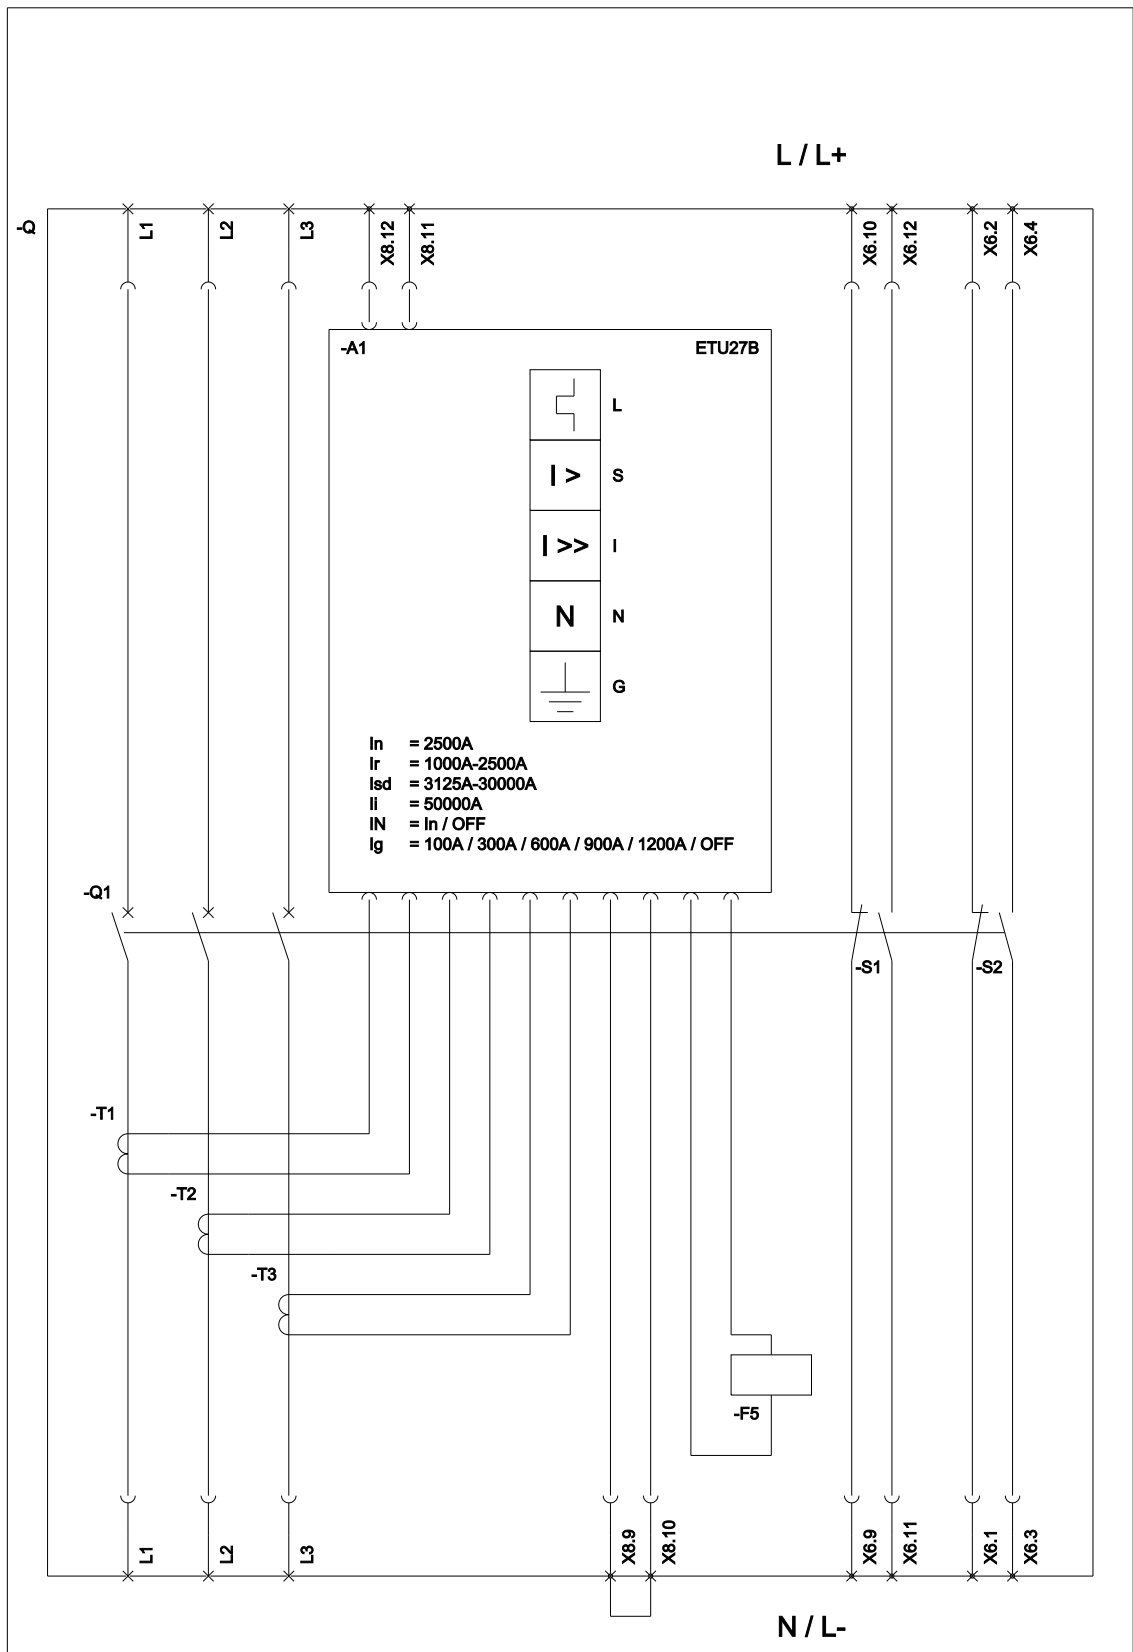 L / L+
-Q
L1
L2
L3
X8.12
X8.11
X6.10
X6.12
X6.2
X6.4
-A1
ETU27B
L
I >
S
I >>
I
N
N
G
In = 2500A
Ir = 1000A-2500A
Isd = 3125A-30000A
Ii = 50000A
IN = In / OFF
Ig = 100A / 300A / 600A / 900A / 1200A / OFF
-Q1
-S1
-S2
-T1
-T2
-T3
-F5
L1
L2
L3
X8.9
X8.10
X6.9
X6.11
X6.1
X6.3
N / L-